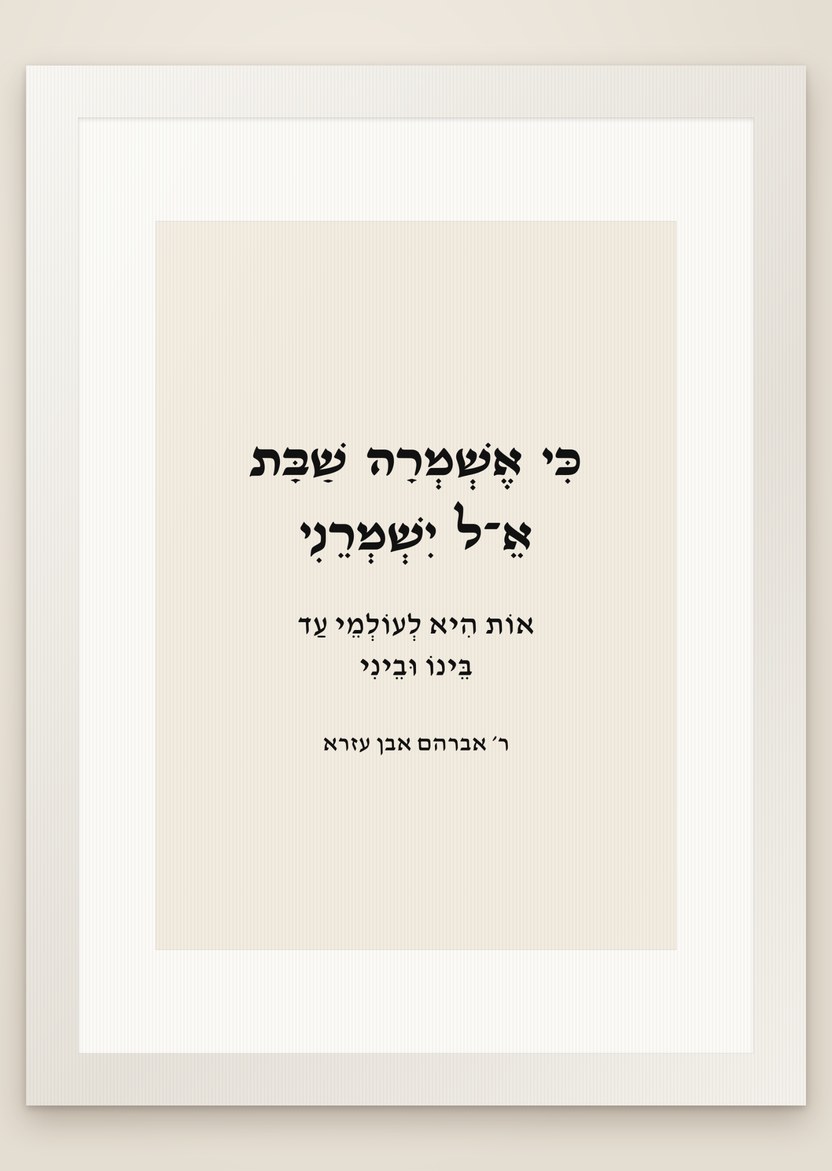 כִּי אֶשְׁמְרָה שַׁבָּת
אֵ־ל יִשְׁמְרֵנִי
אוֹת הִיא לְעוֹלְמֵי עַד
בֵּינוֹ וּבֵינִי
ר׳ אברהם אבן עזרא